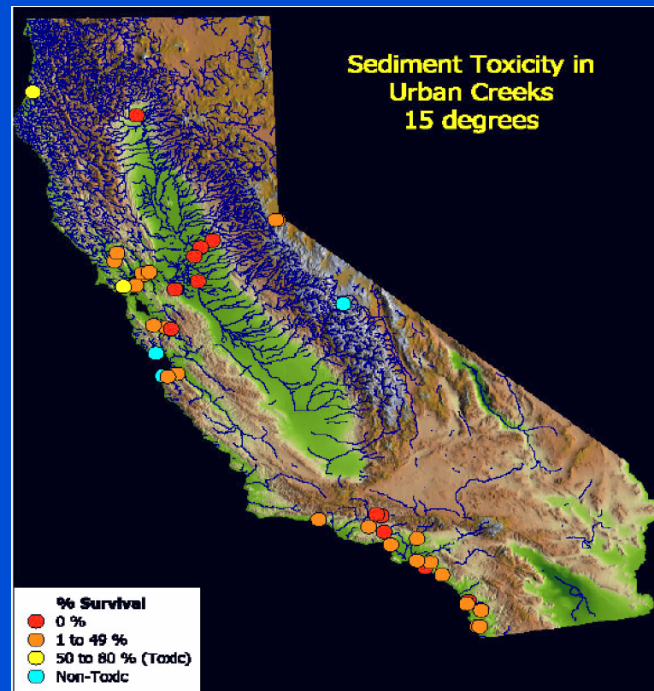 Sediment Toxicity in
Urban Creeks
15 degrees
% Survival
0 %
1 to 49 %
50 to 80 % (Toxic)
Non-Toxic